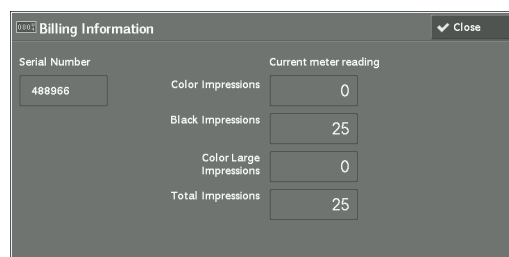 Billing Information
Close
Serial Number
Current meter reading
488966
Color Impressions
0
Black Impressions
25
Color Large
Impressions
0
Total Impressions
25